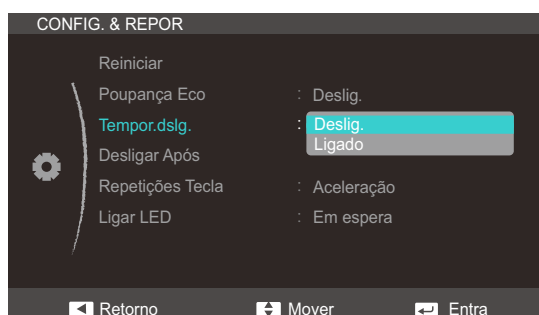 CONFIG. & REPOR
Reiniciar
Poupança Eco : Deslig.
Tempor.dslg. : Deslig.
Ligado
Desligar Após
Repetições Tecla : Aceleração
Ligar LED : Em espera
Retorno Mover Entra